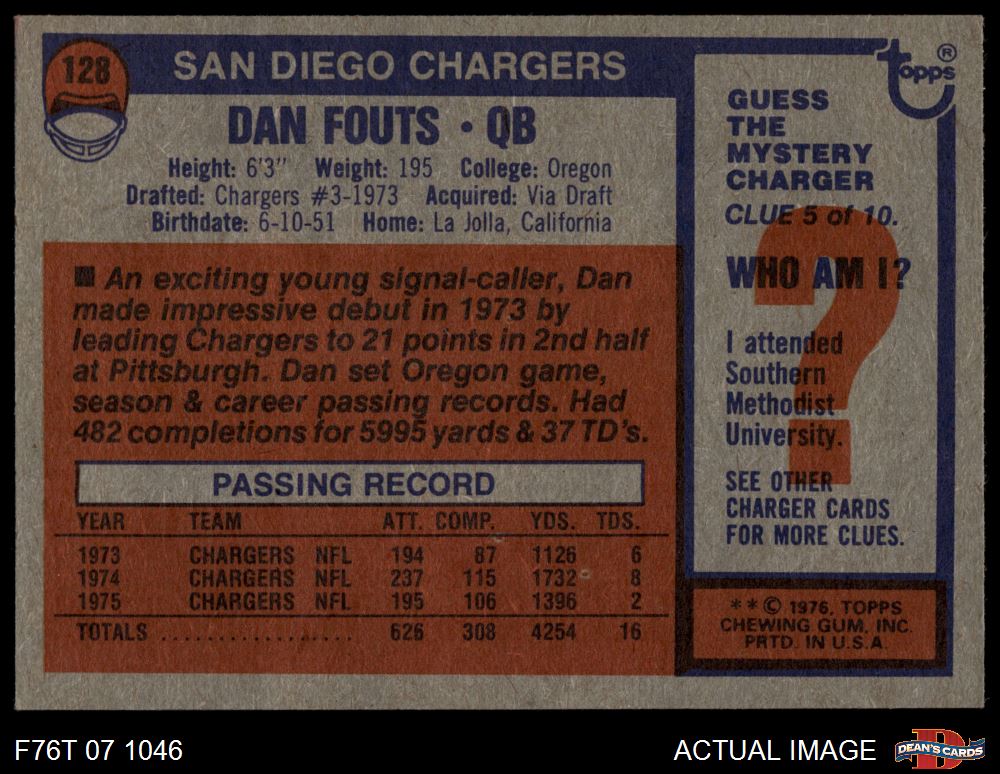 128
SAN DIEGO CHARGERS
DAN FOUTS • QB
Height: 6'3" Weight: 195 College: Oregon
Drafted: Chargers #3-1973 Acquired: Via Draft
Birthdate: 6-10-51 Home: La Jolla, California
■ An exciting young signal-caller, Dan
made impressive debut in 1973 by
leading Chargers to 21 points in 2nd half
at Pittsburgh. Dan set Oregon game,
season & career passing records. Had
482 completions for 5995 yards & 37 TD's.
PASSING RECORD
YEAR TEAM ATT. COMP. YDS. TDS.
1973 CHARGERS NFL 194 87 1126 6
1974 CHARGERS NFL 237 115 1732 8
1975 CHARGERS NFL 195 106 1396 2
TOTALS .................. 626 308 4254 16
topps ®
GUESS
THE
MYSTERY
CHARGER
CLUE 5 of 10.
WHO AM I?
?
I attended
Southern
Methodist
University.
SEE OTHER
CHARGER CARDS
FOR MORE CLUES.
** © 1976, TOPPS
CHEWING GUM, INC.
PRTD. IN U.S.A.
F76T 07 1046
ACTUAL IMAGE
D
DEAN'S CARDS